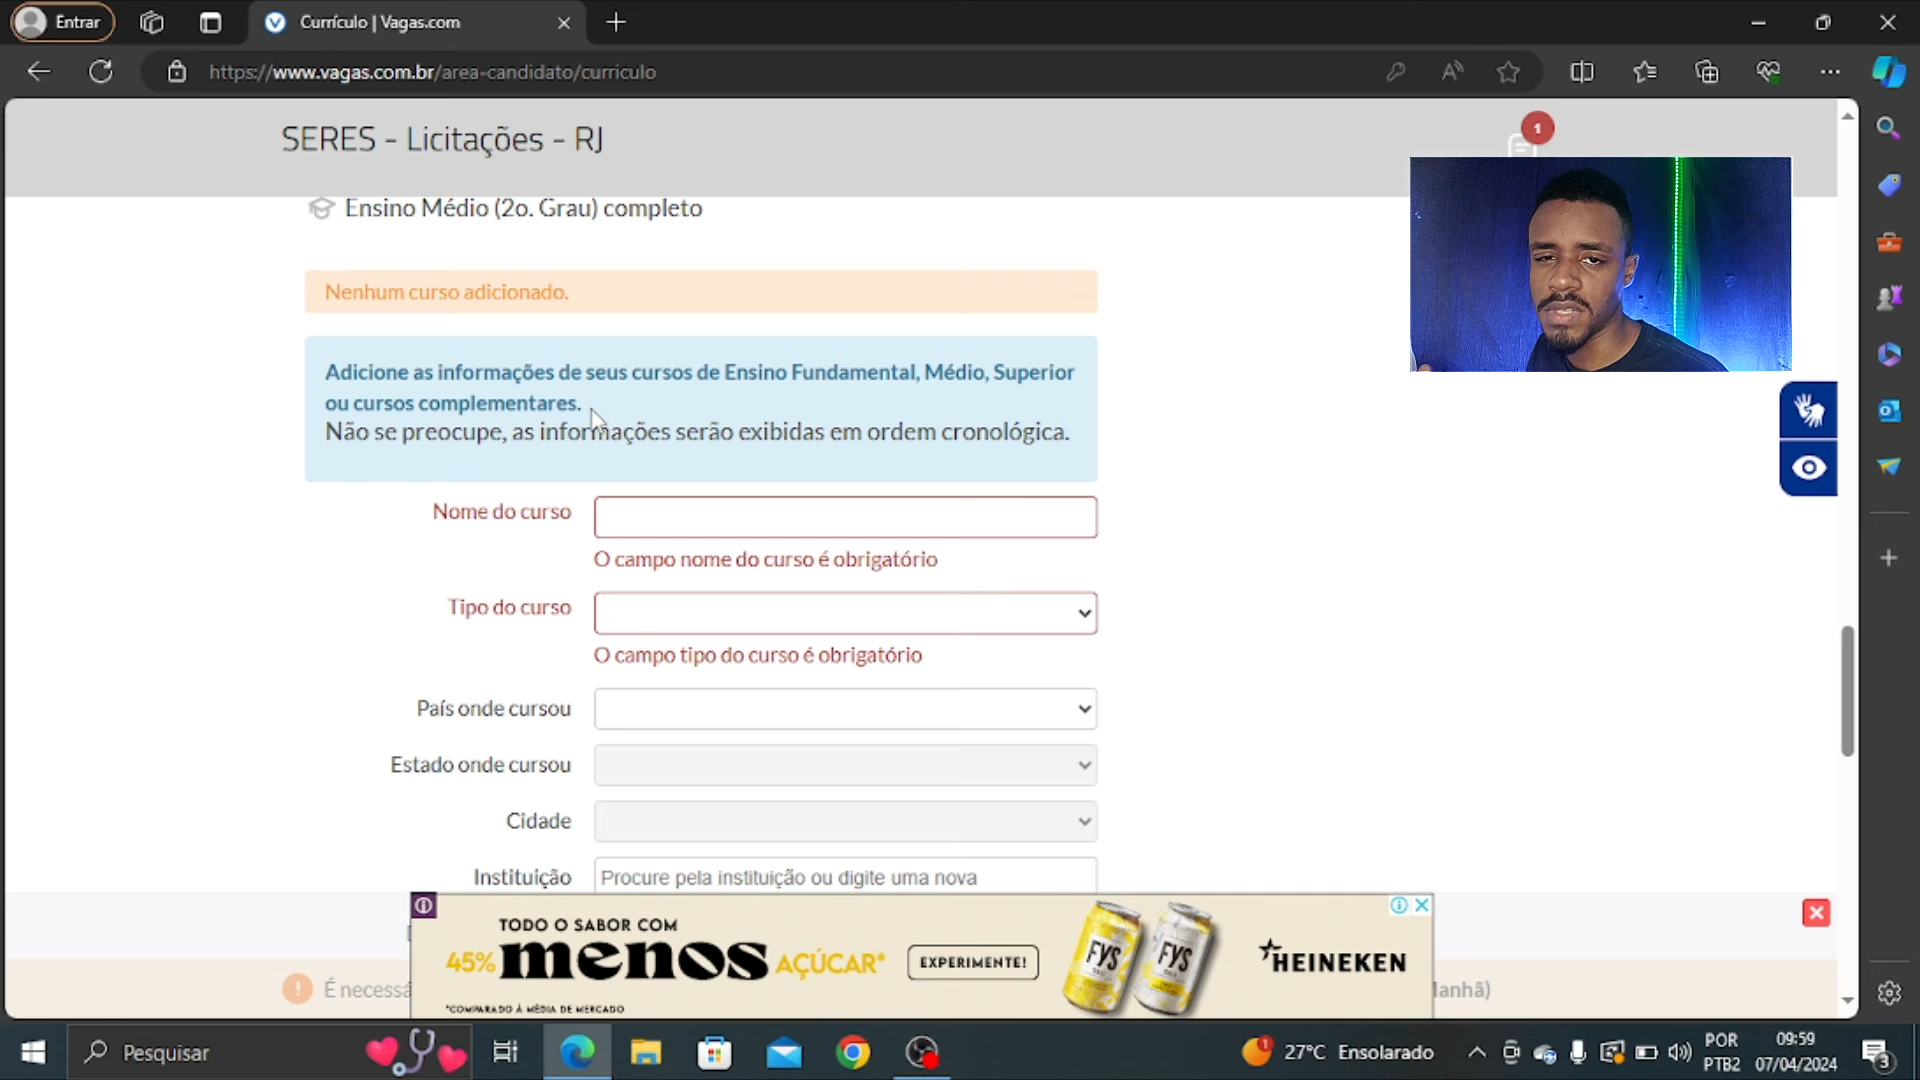 Entrar
Currículo | Vagas.com
https://www.vagas.com.br/area-candidato/curriculo
SERES - Licitações - RJ
1
Ensino Médio (2o. Grau) completo
Nenhum curso adicionado.
Adicione as informações de seus cursos de Ensino Fundamental, Médio, Superior
ou cursos complementares.
Não se preocupe, as informações serão exibidas em ordem cronológica.
Nome do curso
O campo nome do curso é obrigatório
Tipo do curso
O campo tipo do curso é obrigatório
País onde cursou
Estado onde cursou
Cidade
Instituição
Procure pela instituição ou digite uma nova
TODO O SABOR COM
45% menos AÇÚCAR*
*COMPARADO À MÉDIA DE MERCADO
EXPERIMENTE!
FYS
FYS
HEINEKEN
É necessá
Manhã)
Pesquisar
1
27°C Ensolarado
POR
PTB2
09:59
07/04/2024
3